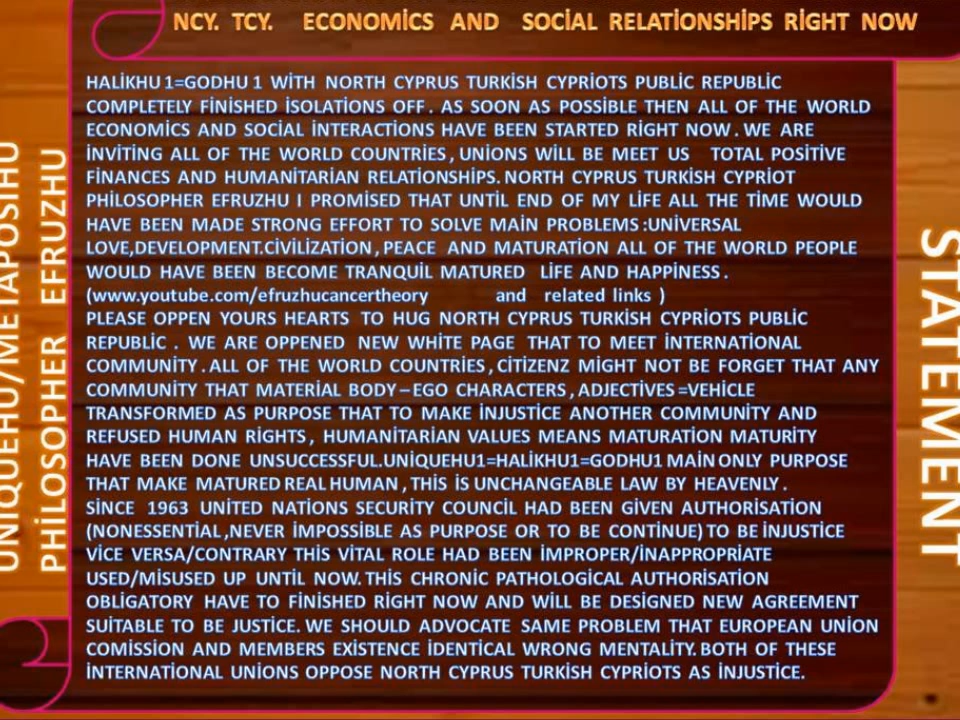 NCY. TCY. ECONOMİCS AND SOCİAL RELATİONSHİPS RİGHT NOW
HALİKHU 1=GODHU 1 WİTH NORTH CYPRUS TURKİSH CYPRİOTS PUBLİC REPUBLİC
COMPLETELY FİNİSHED İSOLATİONS OFF . AS SOON AS POSSİBLE THEN ALL OF THE WORLD
ECONOMİCS AND SOCİAL İNTERACTİONS HAVE BEEN STARTED RİGHT NOW . WE ARE
İNVİTİNG ALL OF THE WORLD COUNTRİES , UNİONS WİLL BE MEET US TOTAL POSİTİVE
FİNANCES AND HUMANİTARİAN RELATİONSHİPS. NORTH CYPRUS TURKİSH CYPRİOT
PHİLOSOPHER EFRUZHU I PROMİSED THAT UNTİL END OF MY LİFE ALL THE TİME WOULD
HAVE BEEN MADE STRONG EFFORT TO SOLVE MAİN PROBLEMS :UNİVERSAL
LOVE,DEVELOPMENT.CİVİLİZATİON , PEACE AND MATURATİON ALL OF THE WORLD PEOPLE
WOULD HAVE BEEN BECOME TRANQUİL MATURED LİFE AND HAPPİNESS .
(www.youtube.com/efruzhucancertheory and related links )
PLEASE OPPEN YOURS HEARTS TO HUG NORTH CYPRUS TURKİSH CYPRİOTS PUBLİC
REPUBLİC . WE ARE OPPENED NEW WHİTE PAGE THAT TO MEET İNTERNATİONAL
COMMUNİTY . ALL OF THE WORLD COUNTRİES , CİTİZENZ MİGHT NOT BE FORGET THAT ANY
COMMUNİTY THAT MATERİAL BODY – EGO CHARACTERS , ADJECTİVES =VEHİCLE
TRANSFORMED AS PURPOSE THAT TO MAKE İNJUSTİCE ANOTHER COMMUNİTY AND
REFUSED HUMAN RİGHTS , HUMANİTARİAN VALUES MEANS MATURATİON MATURİTY
HAVE BEEN DONE UNSUCCESSFUL.UNİQUEHU1=HALİKHU1=GODHU1 MAİN ONLY PURPOSE
THAT MAKE MATURED REAL HUMAN , THİS İS UNCHANGEABLE LAW BY HEAVENLY .
SİNCE 1963 UNİTED NATİONS SECURİTY COUNCİL HAD BEEN GİVEN AUTHORİSATİON
(NONESSENTİAL ,NEVER İMPOSSİBLE AS PURPOSE OR TO BE CONTİNUE) TO BE İNJUSTİCE
VİCE VERSA/CONTRARY THİS VİTAL ROLE HAD BEEN İMPROPER/İNAPPROPRİATE
USED/MİSUSED UP UNTİL NOW. THİS CHRONİC PATHOLOGİCAL AUTHORİSATİON
OBLİGATORY HAVE TO FİNİSHED RİGHT NOW AND WİLL BE DESİGNED NEW AGREEMENT
SUİTABLE TO BE JUSTİCE. WE SHOULD ADVOCATE SAME PROBLEM THAT EUROPEAN UNİON
COMİSSİON AND MEMBERS EXİSTENCE İDENTİCAL WRONG MENTALİTY. BOTH OF THESE
İNTERNATİONAL UNİONS OPPOSE NORTH CYPRUS TURKİSH CYPRİOTS AS İNJUSTİCE.
UNİQUEHU/METAPOSİHU
PHİLOSOPHER EFRUZHU
STATEMENT